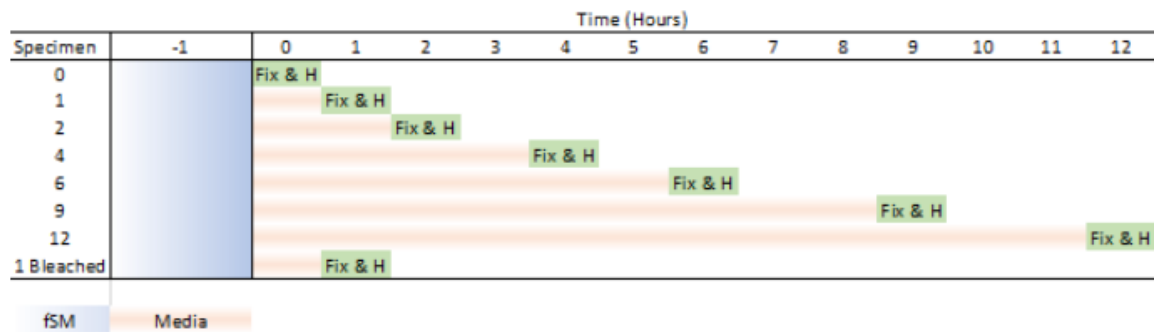 Time (Hours)
Specimen -1 0 1 2 3 4 5 6 7 8 9 10 11 12
0 Fix & H
1 Fix & H
2 Fix & H
4 Fix & H
6 Fix & H
9 Fix & H
12 Fix & H
1 Bleached Fix & H
fSM Media